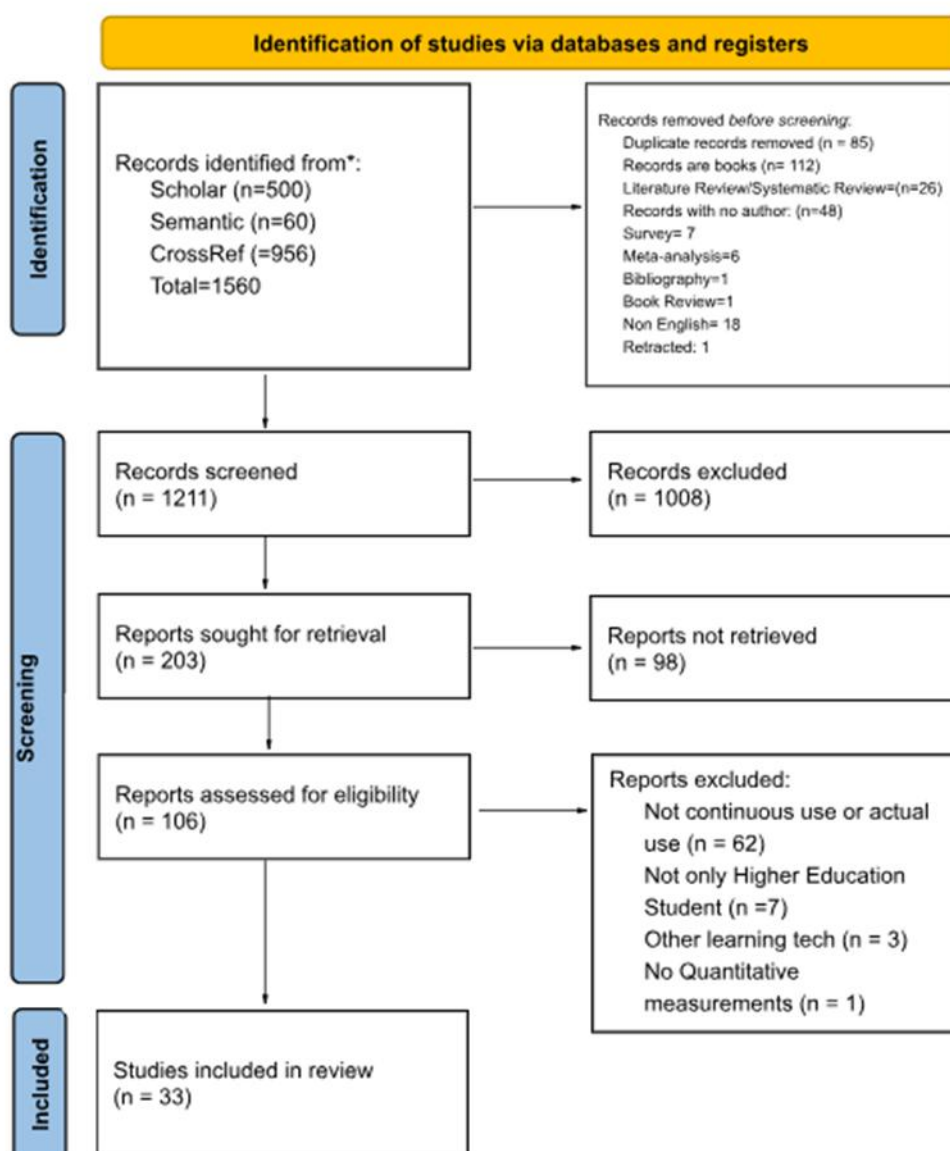 Identification of studies via databases and registers
Identification
Records identified from*:
Scholar (n=500)
Semantic (n=60)
CrossRef (=956)
Total=1560
Records removed before screening:
Duplicate records removed (n = 85)
Records are books (n= 112)
Literature Review/Systematic Review=(n=26)
Records with no author: (n=48)
Survey= 7
Meta-analysis=6
Bibliography=1
Book Review=1
Non English= 18
Retracted: 1
Screening
Records screened
(n = 1211)
Records excluded
(n = 1008)
Reports sought for retrieval
(n = 203)
Reports not retrieved
(n = 98)
Reports assessed for eligibility
(n = 106)
Reports excluded:
Not continuous use or actual
use (n = 62)
Not only Higher Education
Student (n =7)
Other learning tech (n = 3)
No Quantitative
measurements (n = 1)
Included
Studies included in review
(n = 33)